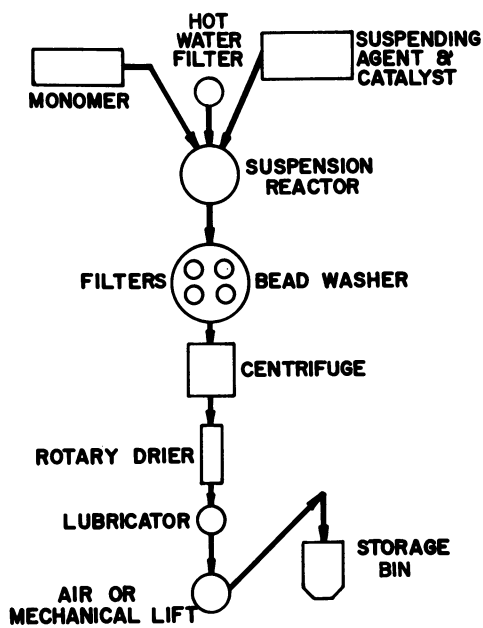 HOT
WATER
FILTER
SUSPENDING
AGENT &
CATALYST
MONOMER
SUSPENSION
REACTOR
FILTERS
BEAD WASHER
CENTRIFUGE
ROTARY DRIER
LUBRICATOR
STORAGE
BIN
AIR OR
MECHANICAL LIFT